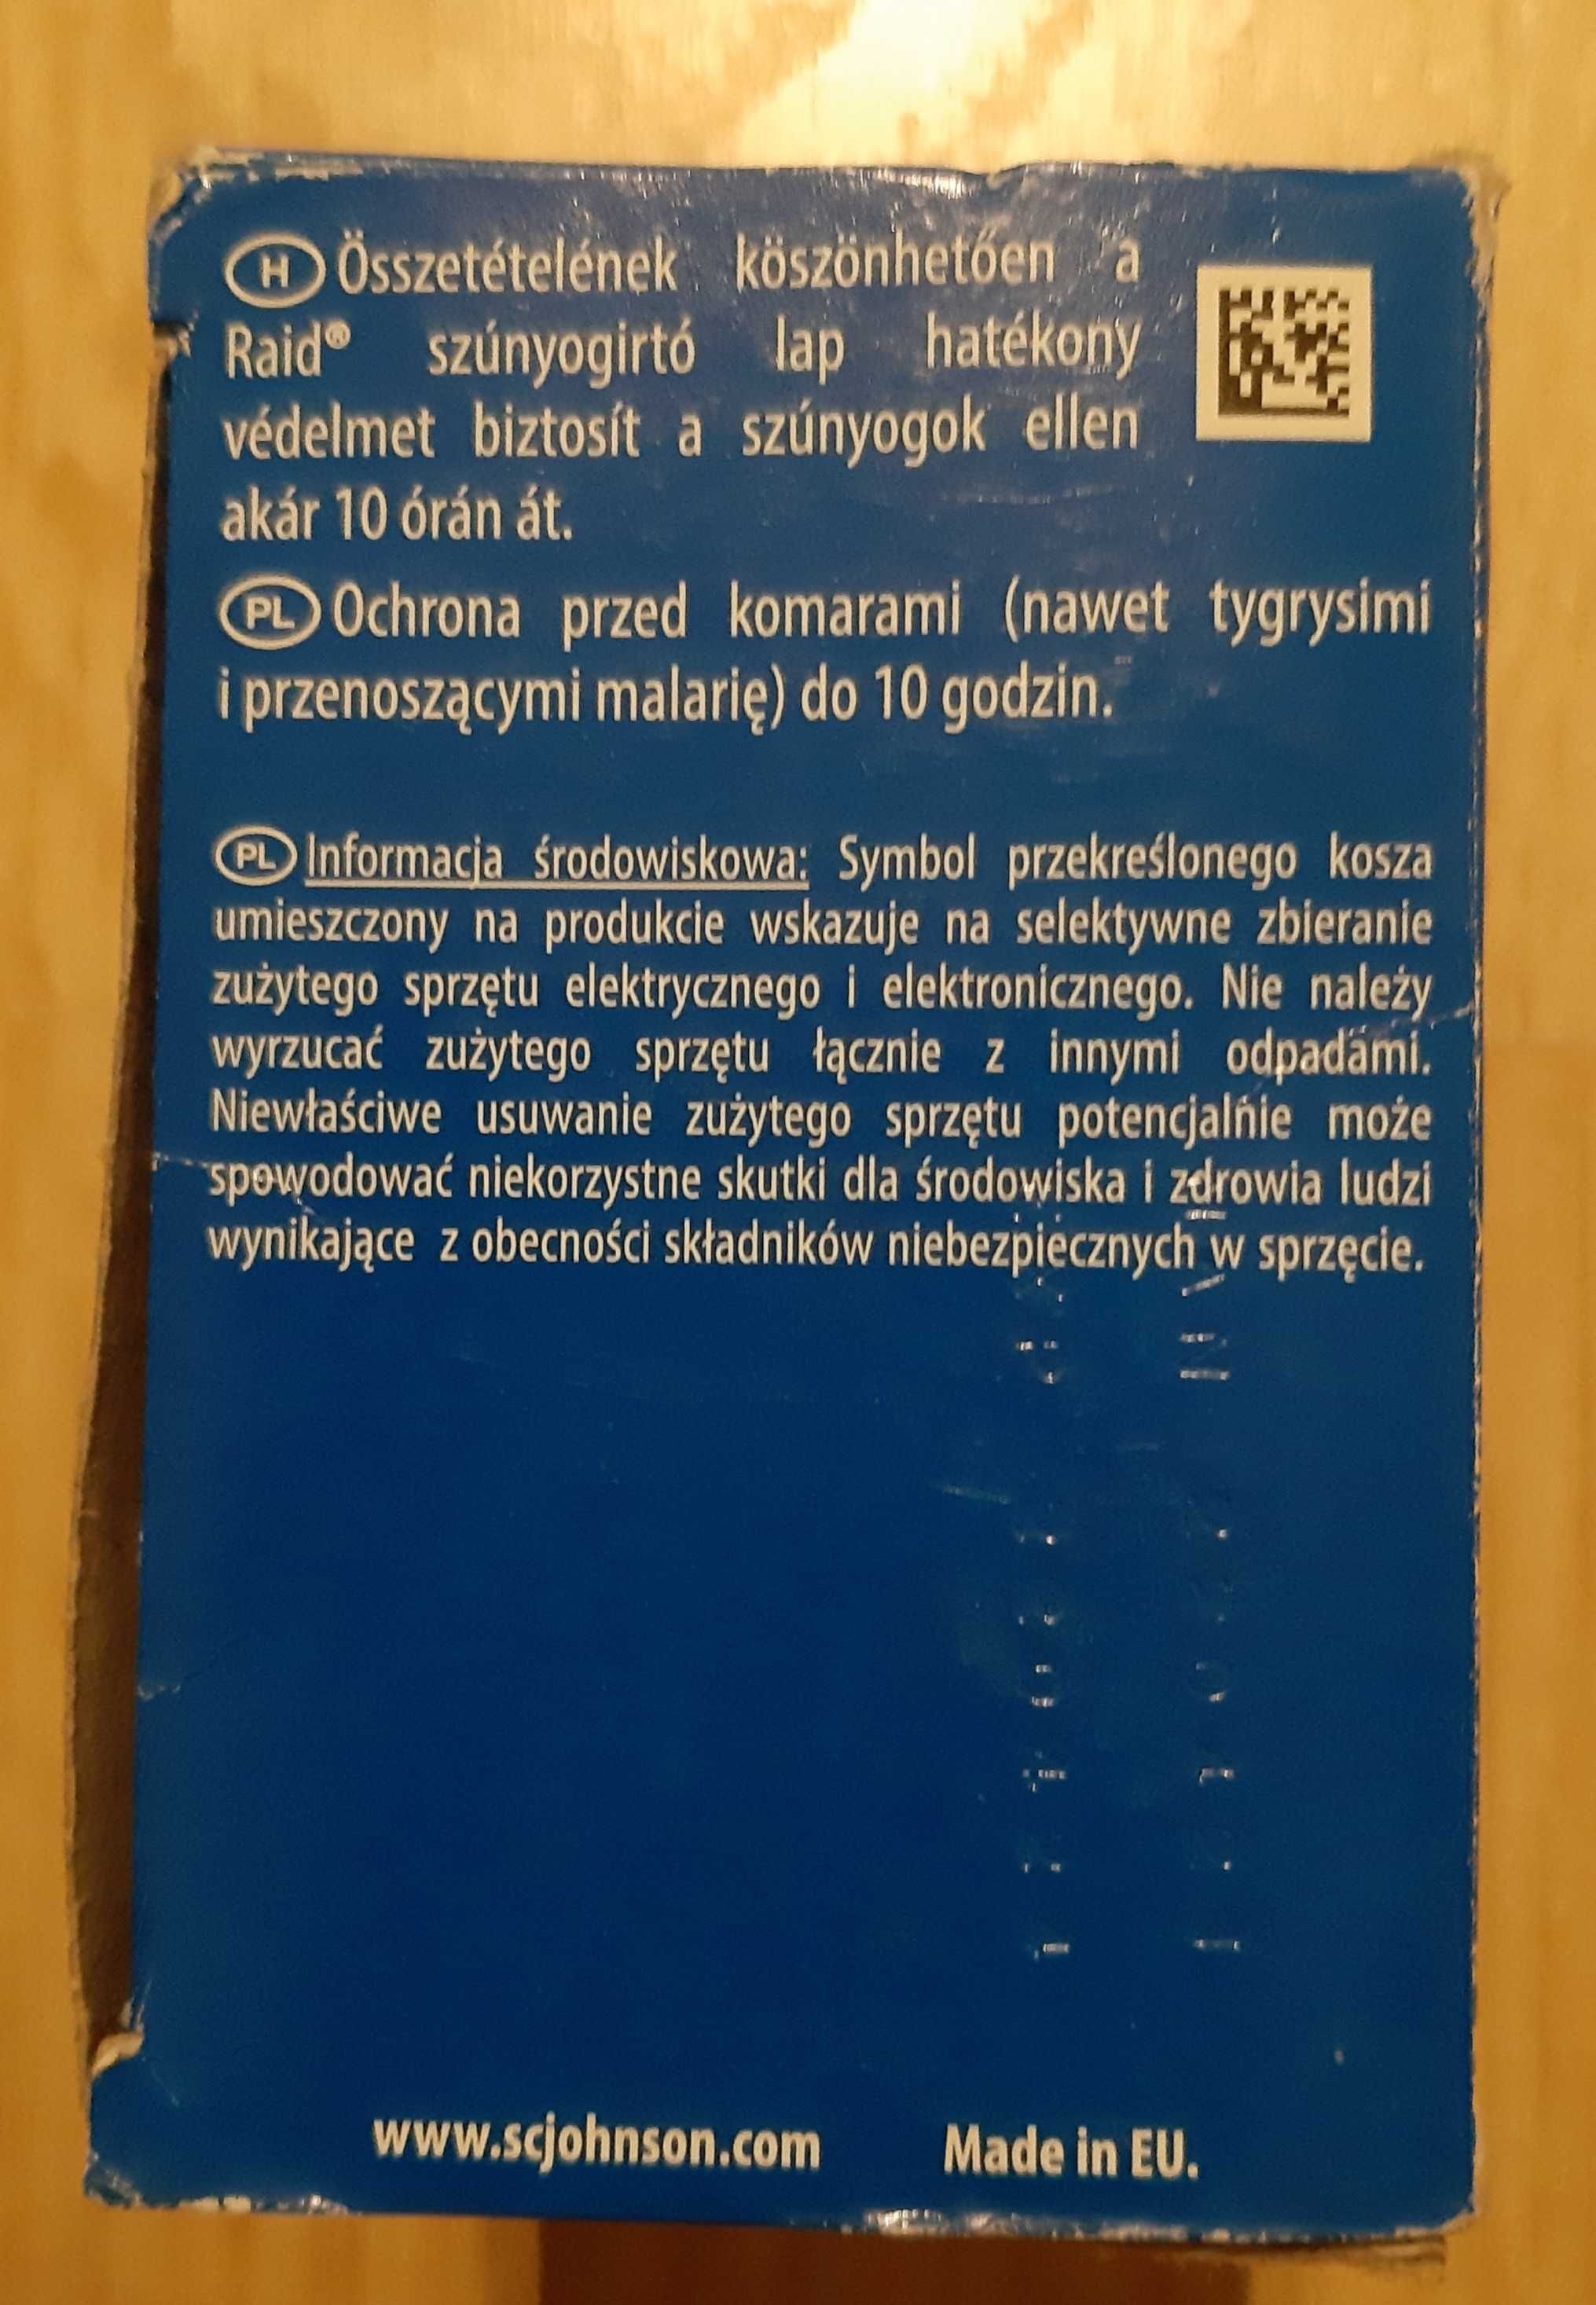 H Összetételének köszönhetően a
Raid® szúnyogirtó lap hatékony
védelmet biztosít a szúnyogok ellen
akár 10 órán át.
PL Ochrona przed komarami (nawet tygrysimi
i przenoszącymi malarię) do 10 godzin.
PL Informacja środowiskowa: Symbol przekreślonego kosza
umieszczony na produkcie wskazuje na selektywne zbieranie
zużytego sprzętu elektrycznego i elektronicznego. Nie należy
wyrzucać zużytego sprzętu łącznie z innymi odpadami.
Niewłaściwe usuwanie zużytego sprzętu potencjalnie może
spowodować niekorzystne skutki dla środowiska i zdrowia ludzi
wynikające z obecności składników niebezpiecznych w sprzęcie.
www.scjohnson.com Made in EU.